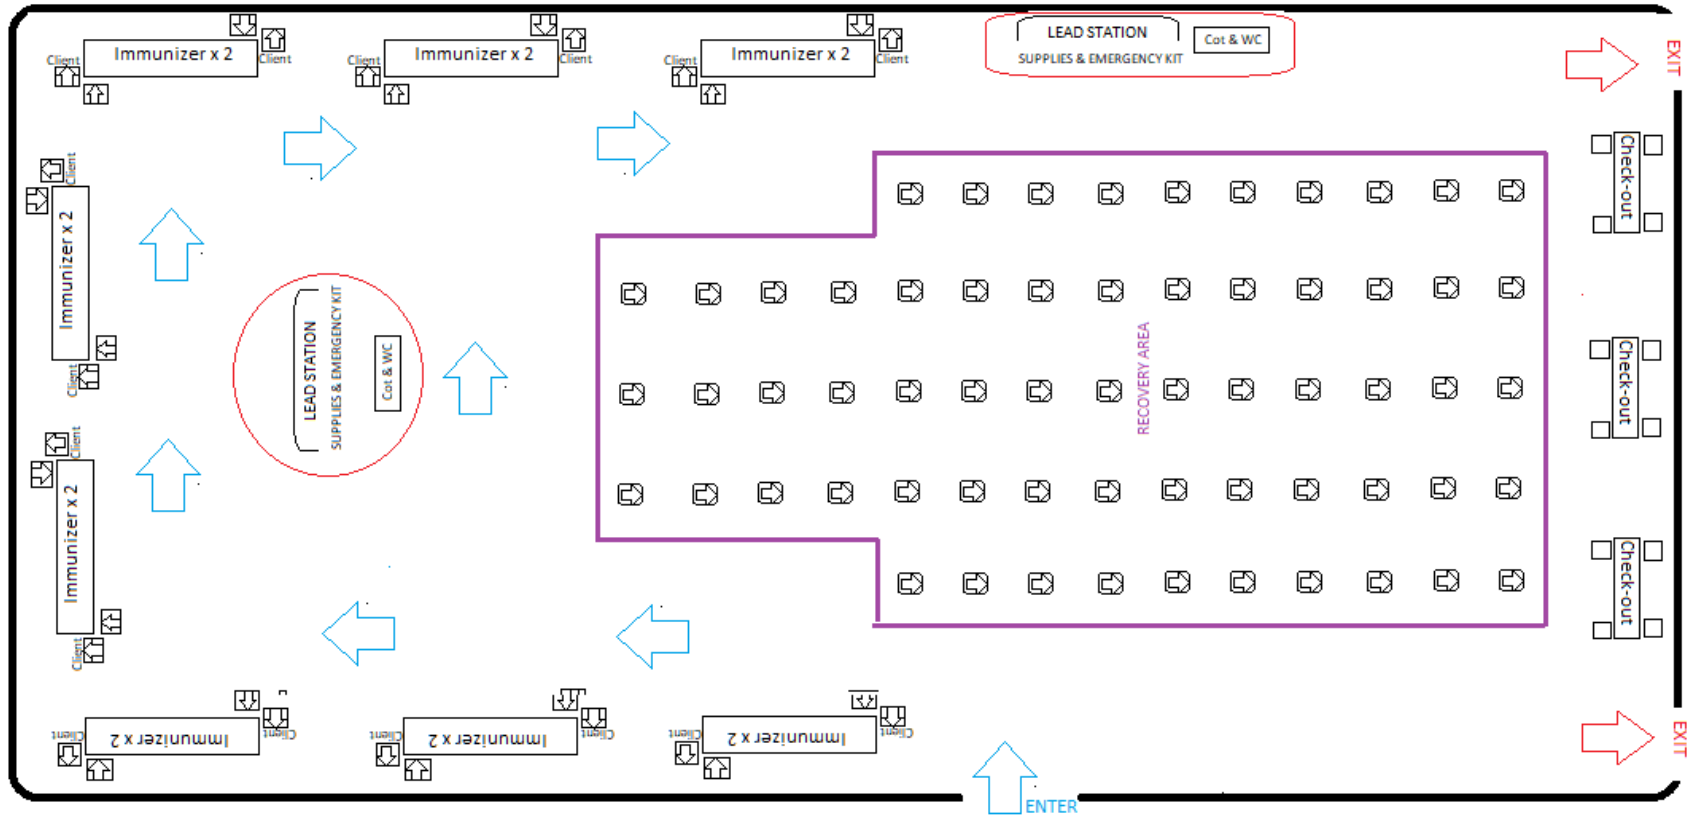 Immunizer x 2
Client
Client
Immunizer x 2
Client
Client
Immunizer x 2
Client
Client
LEAD STATION
SUPPLIES & EMERGENCY KIT
Cot & WC
EXIT
Client
Immunizer x 2
Client
Client
Immunizer x 2
Client
LEAD STATION
SUPPLIES & EMERGENCY KIT
Cot & WC
RECOVERY AREA
Check-out
Check-out
Check-out
Client
Immunizer x 2
Client
Client
Immunizer x 2
Client
Client
Immunizer x 2
Client
ENTER
EXIT